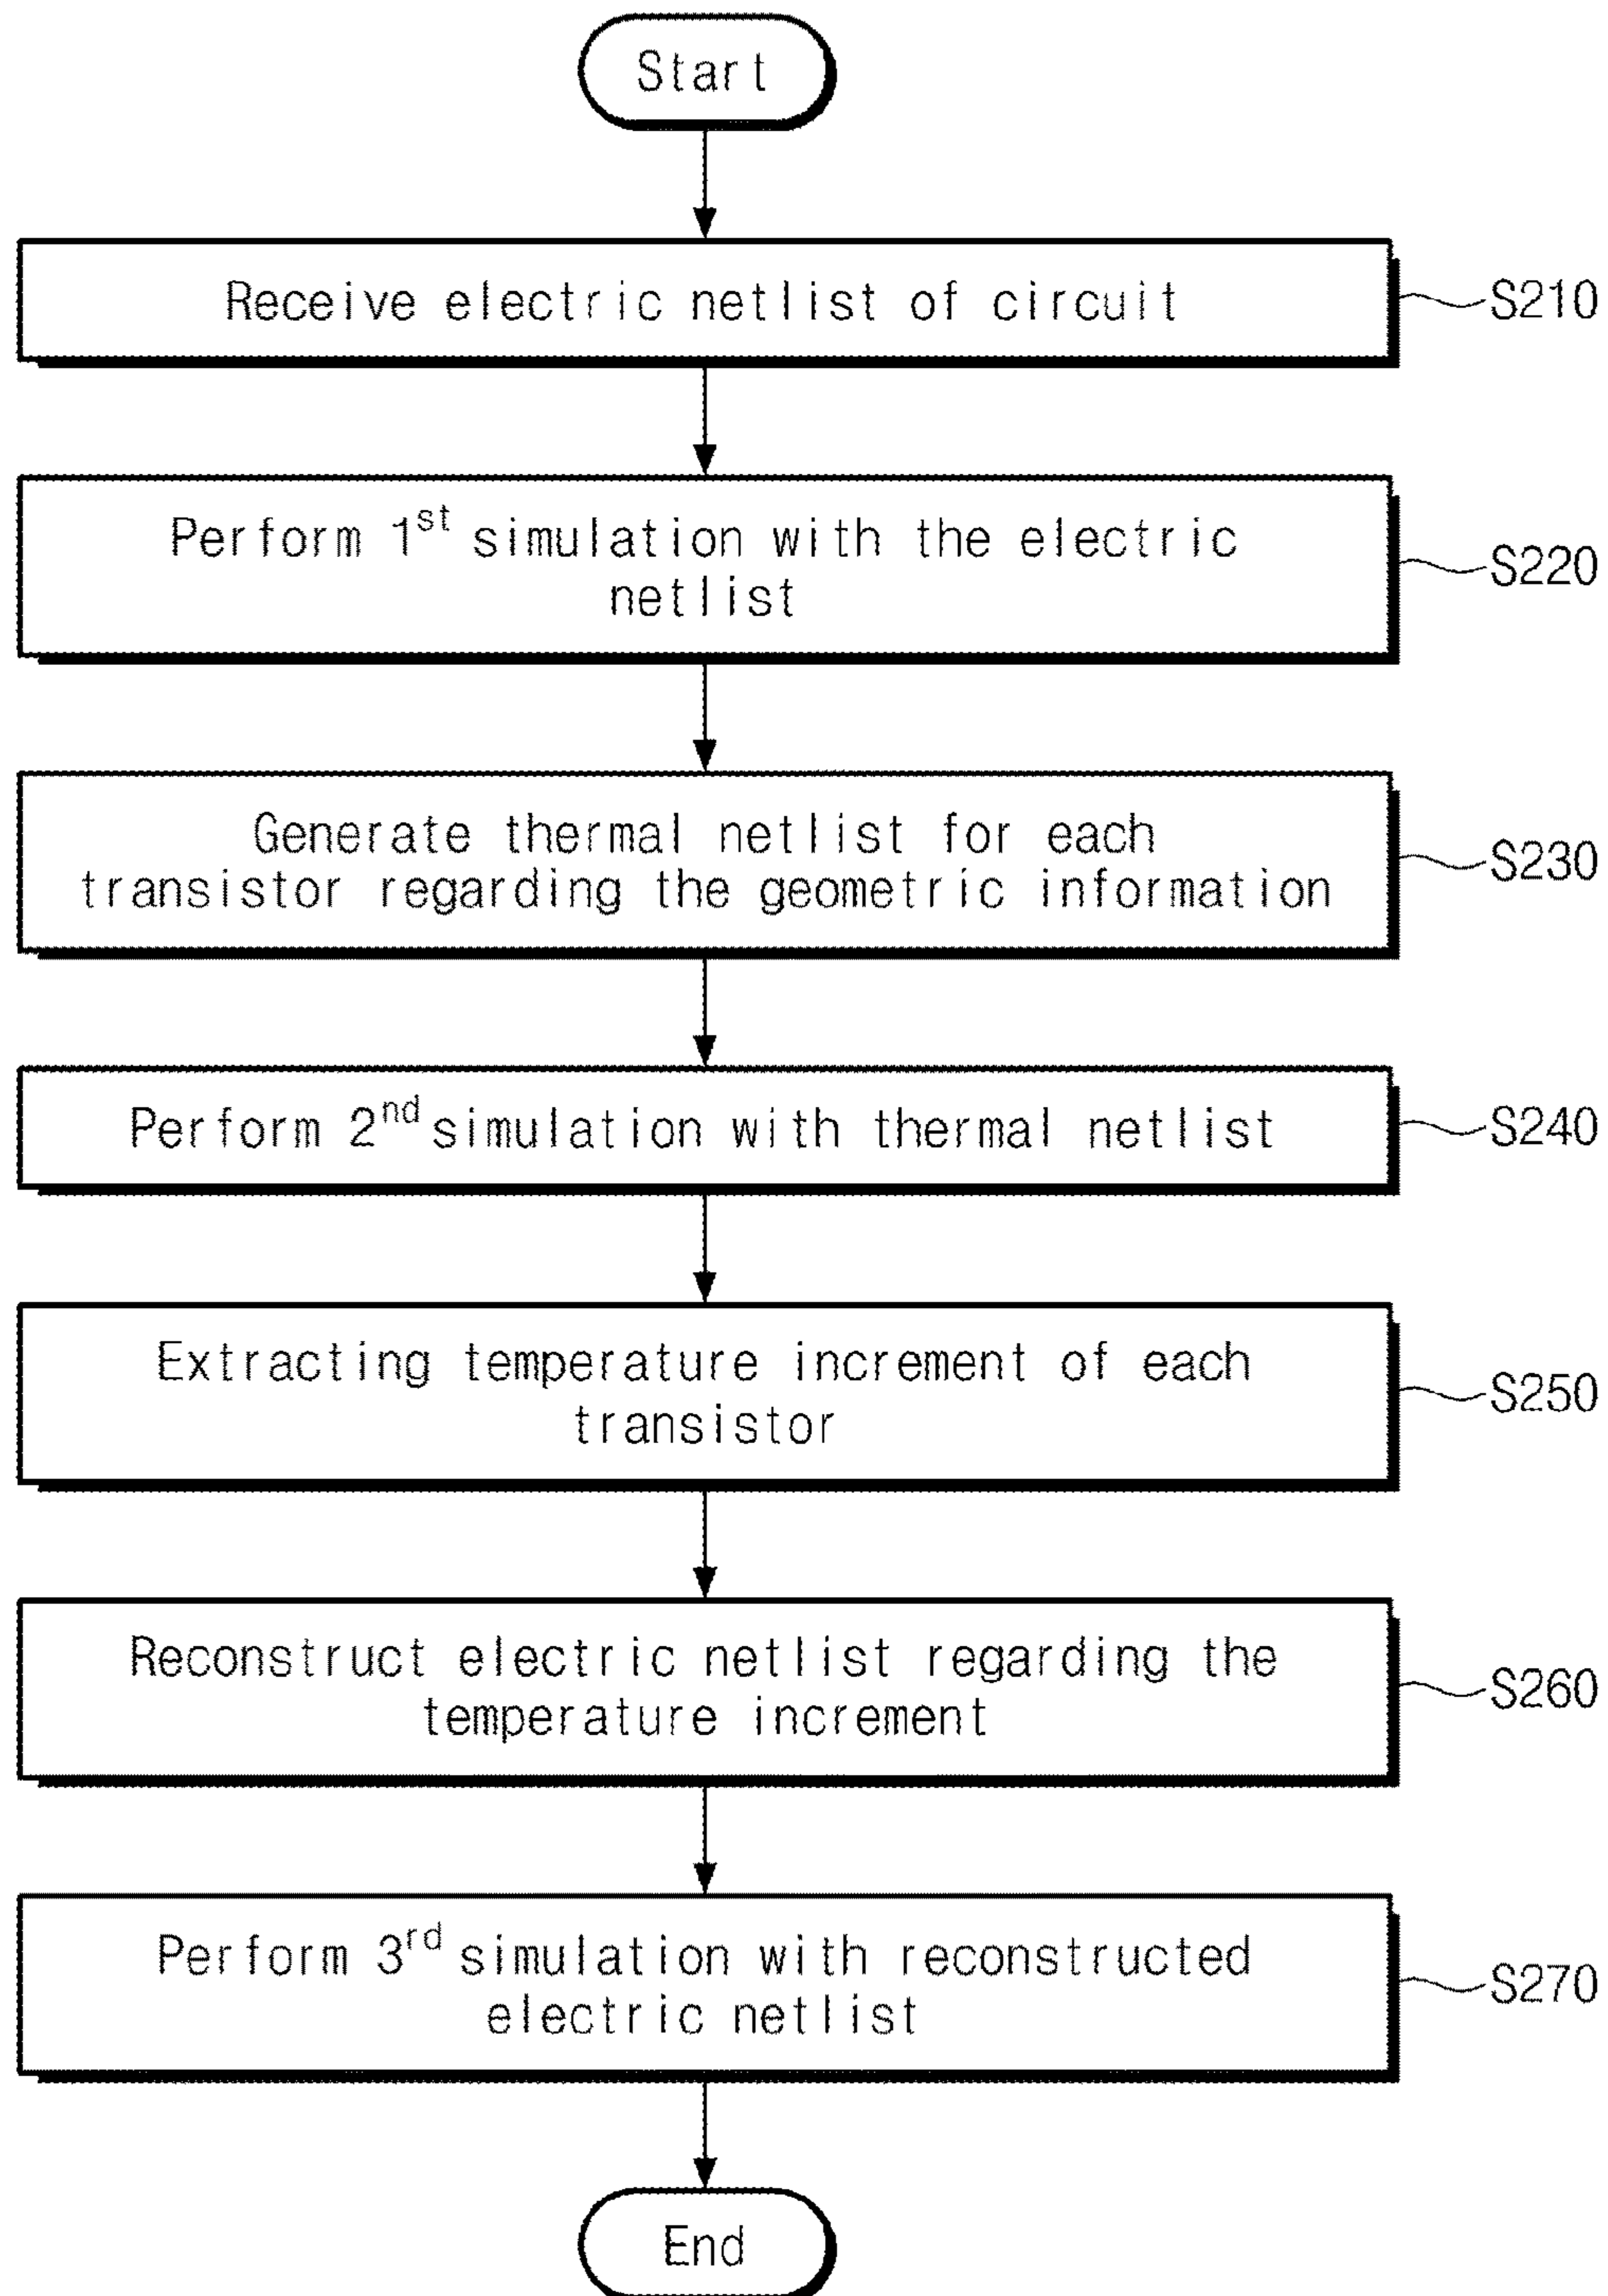 Start
Receive electric netlist of circuit
S210
Perform 1st simulation with the electric
netlist
S220
Generate thermal netlist for each
transistor regarding the geometric information
S230
Perform 2nd simulation with thermal netlist
S240
Extracting temperature increment of each
transistor
S250
Reconstruct electric netlist regarding the
temperature increment
S260
Perform 3rd simulation with reconstructed
electric netlist
S270
End